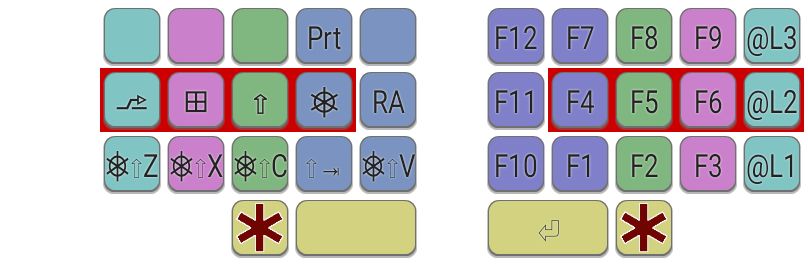 Prt F12 F7 F8 F9 @L3
⌥ ⊞ ⇧ ⎈ RA F11 F4 F5 F6 @L2
⎈⇧Z ⎈⇧X ⎈⇧C ⇧⇥ ⎈⇧V F10 F1 F2 F3 @L1
* ⏎ *